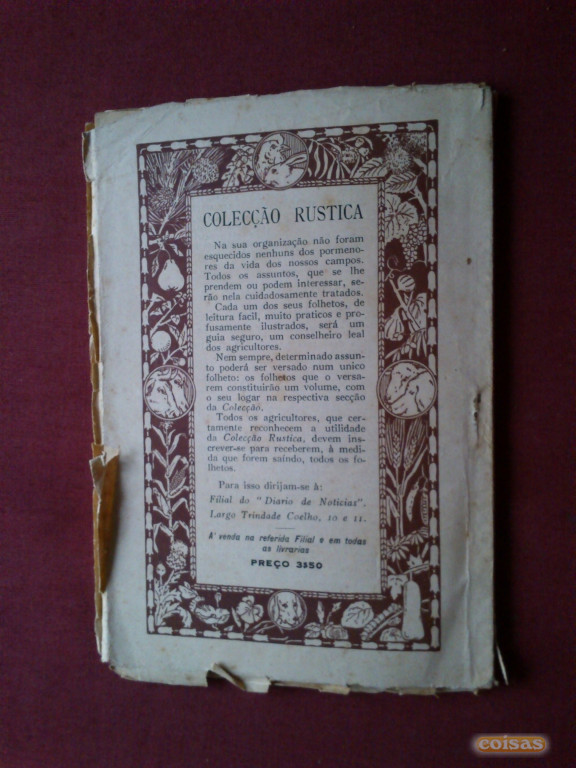 COLECÇÃO RUSTICA
Na sua organização não foram
esquecidos nenhuns dos pormeno-
res da vida dos nossos campos.
Todos os assuntos, que se lhe
prendem ou podem interessar, se-
rão nela cuidadosamente tratados.
Cada um dos seus folhetos, de
leitura facil, muito praticos e pro-
fusamente ilustrados, será um
guia seguro, um conselheiro leal
dos agricultores.
Nem sempre, determinado assun-
to poderá ser versado num unico
folheto: os folhetos que o versa-
rem constituirão um volume, com
o seu logar na respectiva secção
da Colecção.
Todos os agricultores, que cer-
tamente reconhecem a utilidade
da Colecção Rustica, devem ins-
crever-se para receberem, à medi-
da que forem saindo, todos os fo-
lhetos.
Para isso dirijam-se à:
Filial do "Diario de Noticias".
Largo Trindade Coelho, 10 e 11.
A' venda na referida Filial e em todas
as livrarias
PREÇO 3$50
coisas